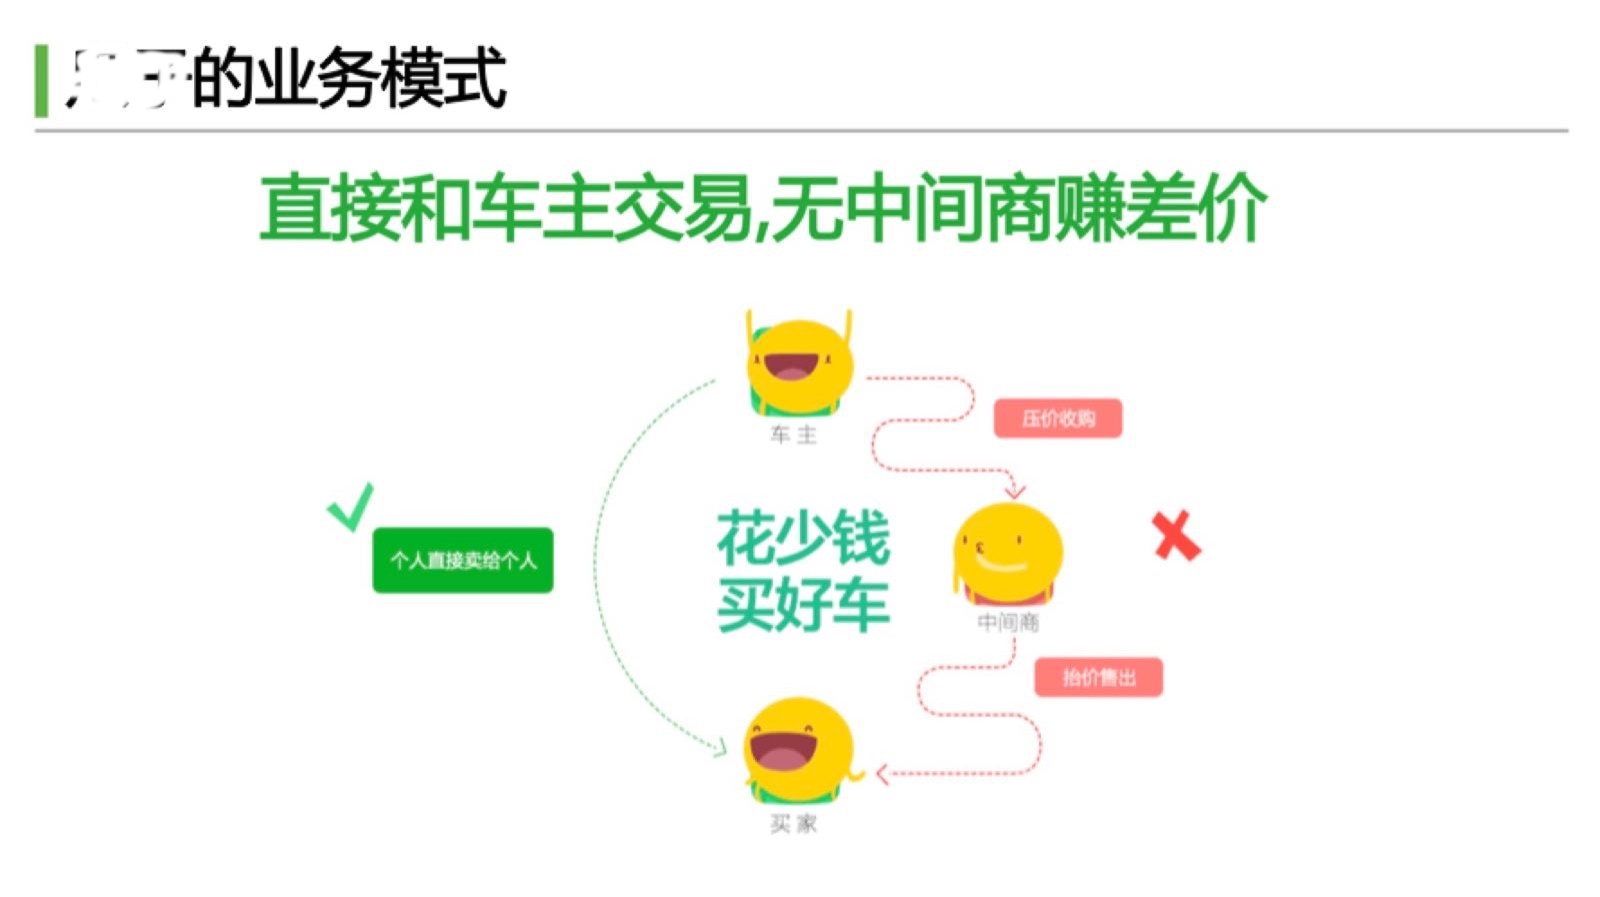 的业务模式
直接和车主交易,无中间商赚差价
车主
压价收购
个人直接卖给个人
花少钱
买好车
中间商
抬价售出
买家